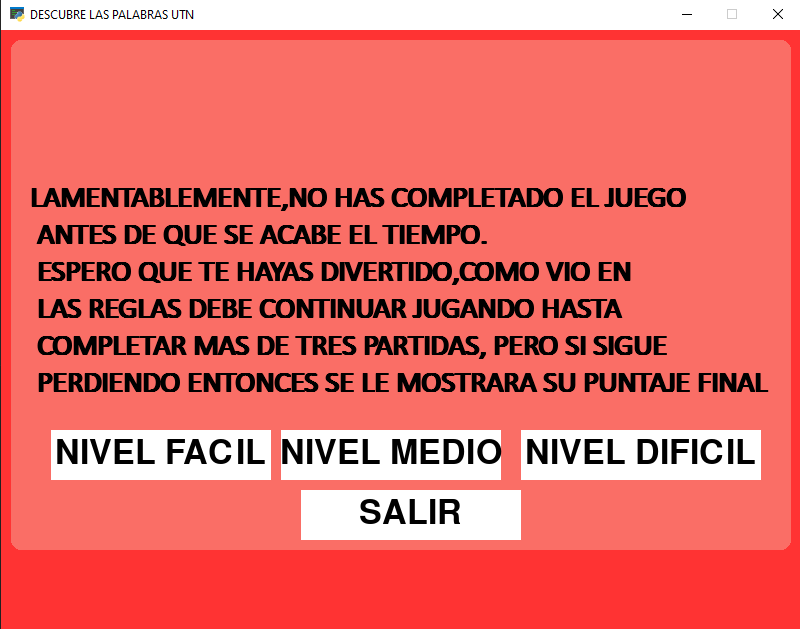 DESCUBRE LAS PALABRAS UTN
LAMENTABLEMENTE,NO HAS COMPLETADO EL JUEGO
ANTES DE QUE SE ACABE EL TIEMPO.
ESPERO QUE TE HAYAS DIVERTIDO,COMO VIO EN
LAS REGLAS DEBE CONTINUAR JUGANDO HASTA
COMPLETAR MAS DE TRES PARTIDAS, PERO SI SIGUE
PERDIENDO ENTONCES SE LE MOSTRARA SU PUNTAJE FINAL
NIVEL FACIL NIVEL MEDIO NIVEL DIFICIL
SALIR